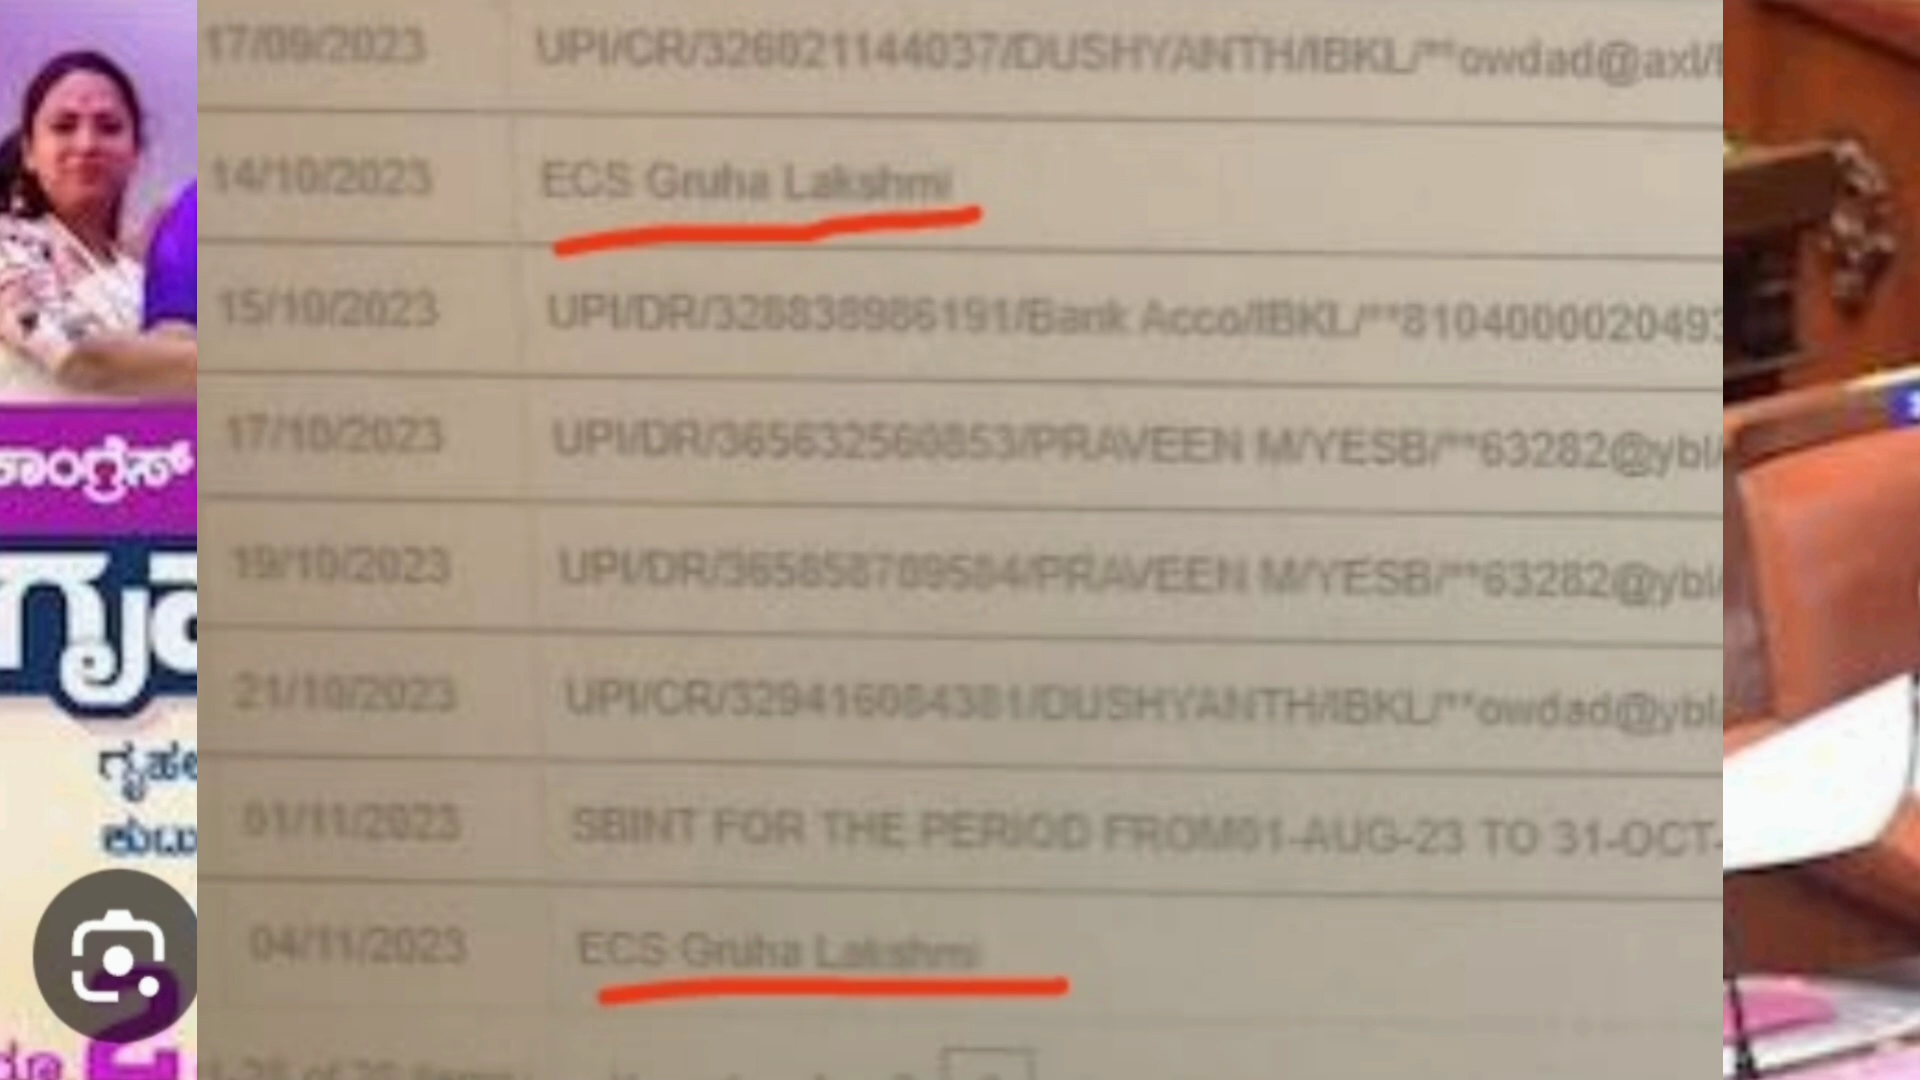 17/09/2023 UPI/CR/326021144037/DUSHYANTH/IBKL/**owdad@axl/
14/10/2023 ECS Gruha Lakshmi
15/10/2023 UPI/DR/328838986191/Bank Acco/IBKL/**8104000020493
17/10/2023 UPI/DR/365632560853/PRAVEEN M/YESB/**63282@ybl/
19/10/2023 UPI/DR/365858789584/PRAVEEN M/YESB/**63282@ybl/
21/10/2023 UPI/CR/329416084381/DUSHYANTH/IBKL/**owdad@ybl/
01/11/2023 SBINT FOR THE PERIOD FROM01-AUG-23 TO 31-OCT-
04/11/2023 ECS Gruha Lakshmi
ಕಾಂಗ್ರೆಸ್
ಗೃಹ
ಗೃಹಲ
ಕುಟು